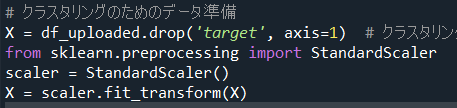 # クラスタリングのためのデータ準備
X = df_uploaded.drop('target', axis=1)  # クラスタリン
from sklearn.preprocessing import StandardScaler
scaler = StandardScaler()
X = scaler.fit_transform(X)